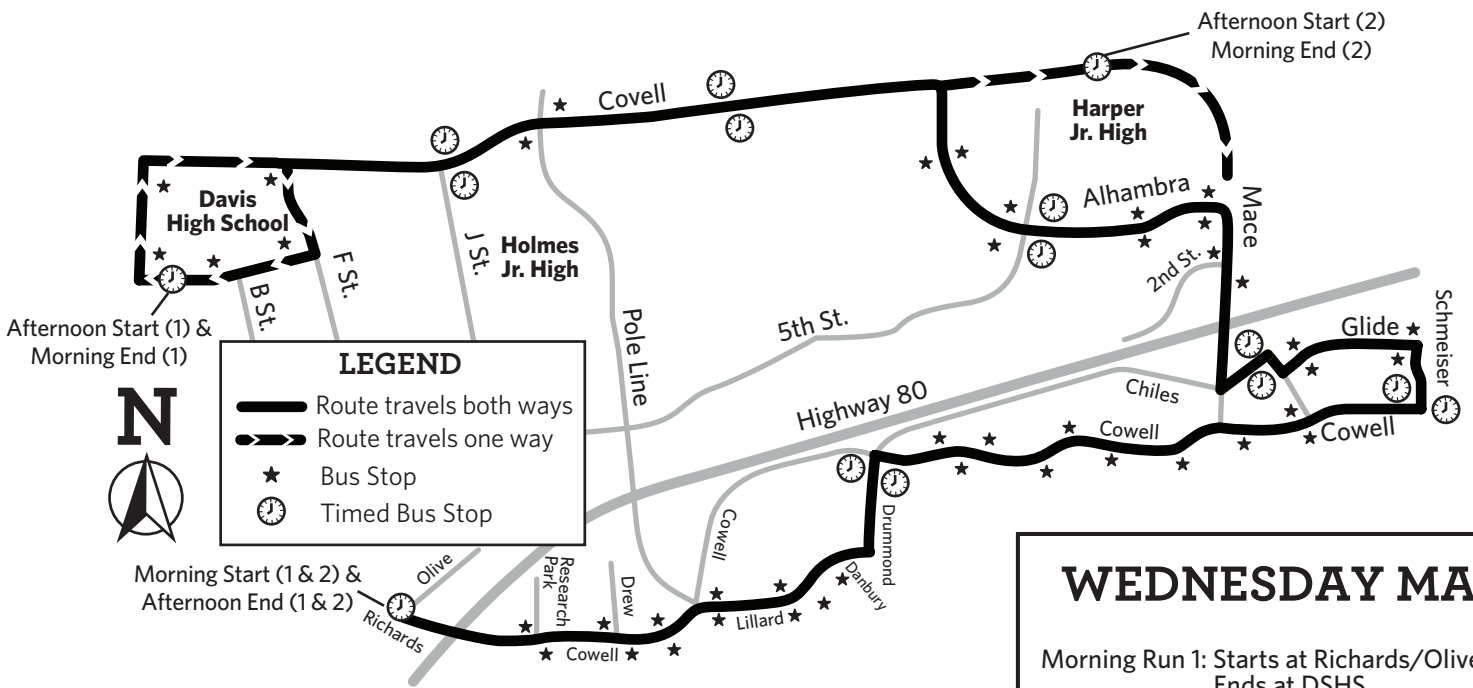 Afternoon Start (2)
Morning End (2)
Covell
Harper
Jr. High
Davis
High School
Alhambra
Mace
J St.
Holmes
Jr. High
F St.
B St.
2nd St.
Afternoon Start (1) &
Morning End (1)
5th St.
Pole Line
Glide
Schmeiser
LEGEND
Route travels both ways
Route travels one way
Bus Stop
Timed Bus Stop
N
Highway 80
Chiles
Cowell
Cowell
Cowell
Drummond
Danbury
Olive
Research
Park
Drew
Morning Start (1 & 2) &
Afternoon End (1 & 2)
Richards
Lillard
Cowell
WEDNESDAY MA
Morning Run 1: Starts at Richards/Olive
Ends at DSHS